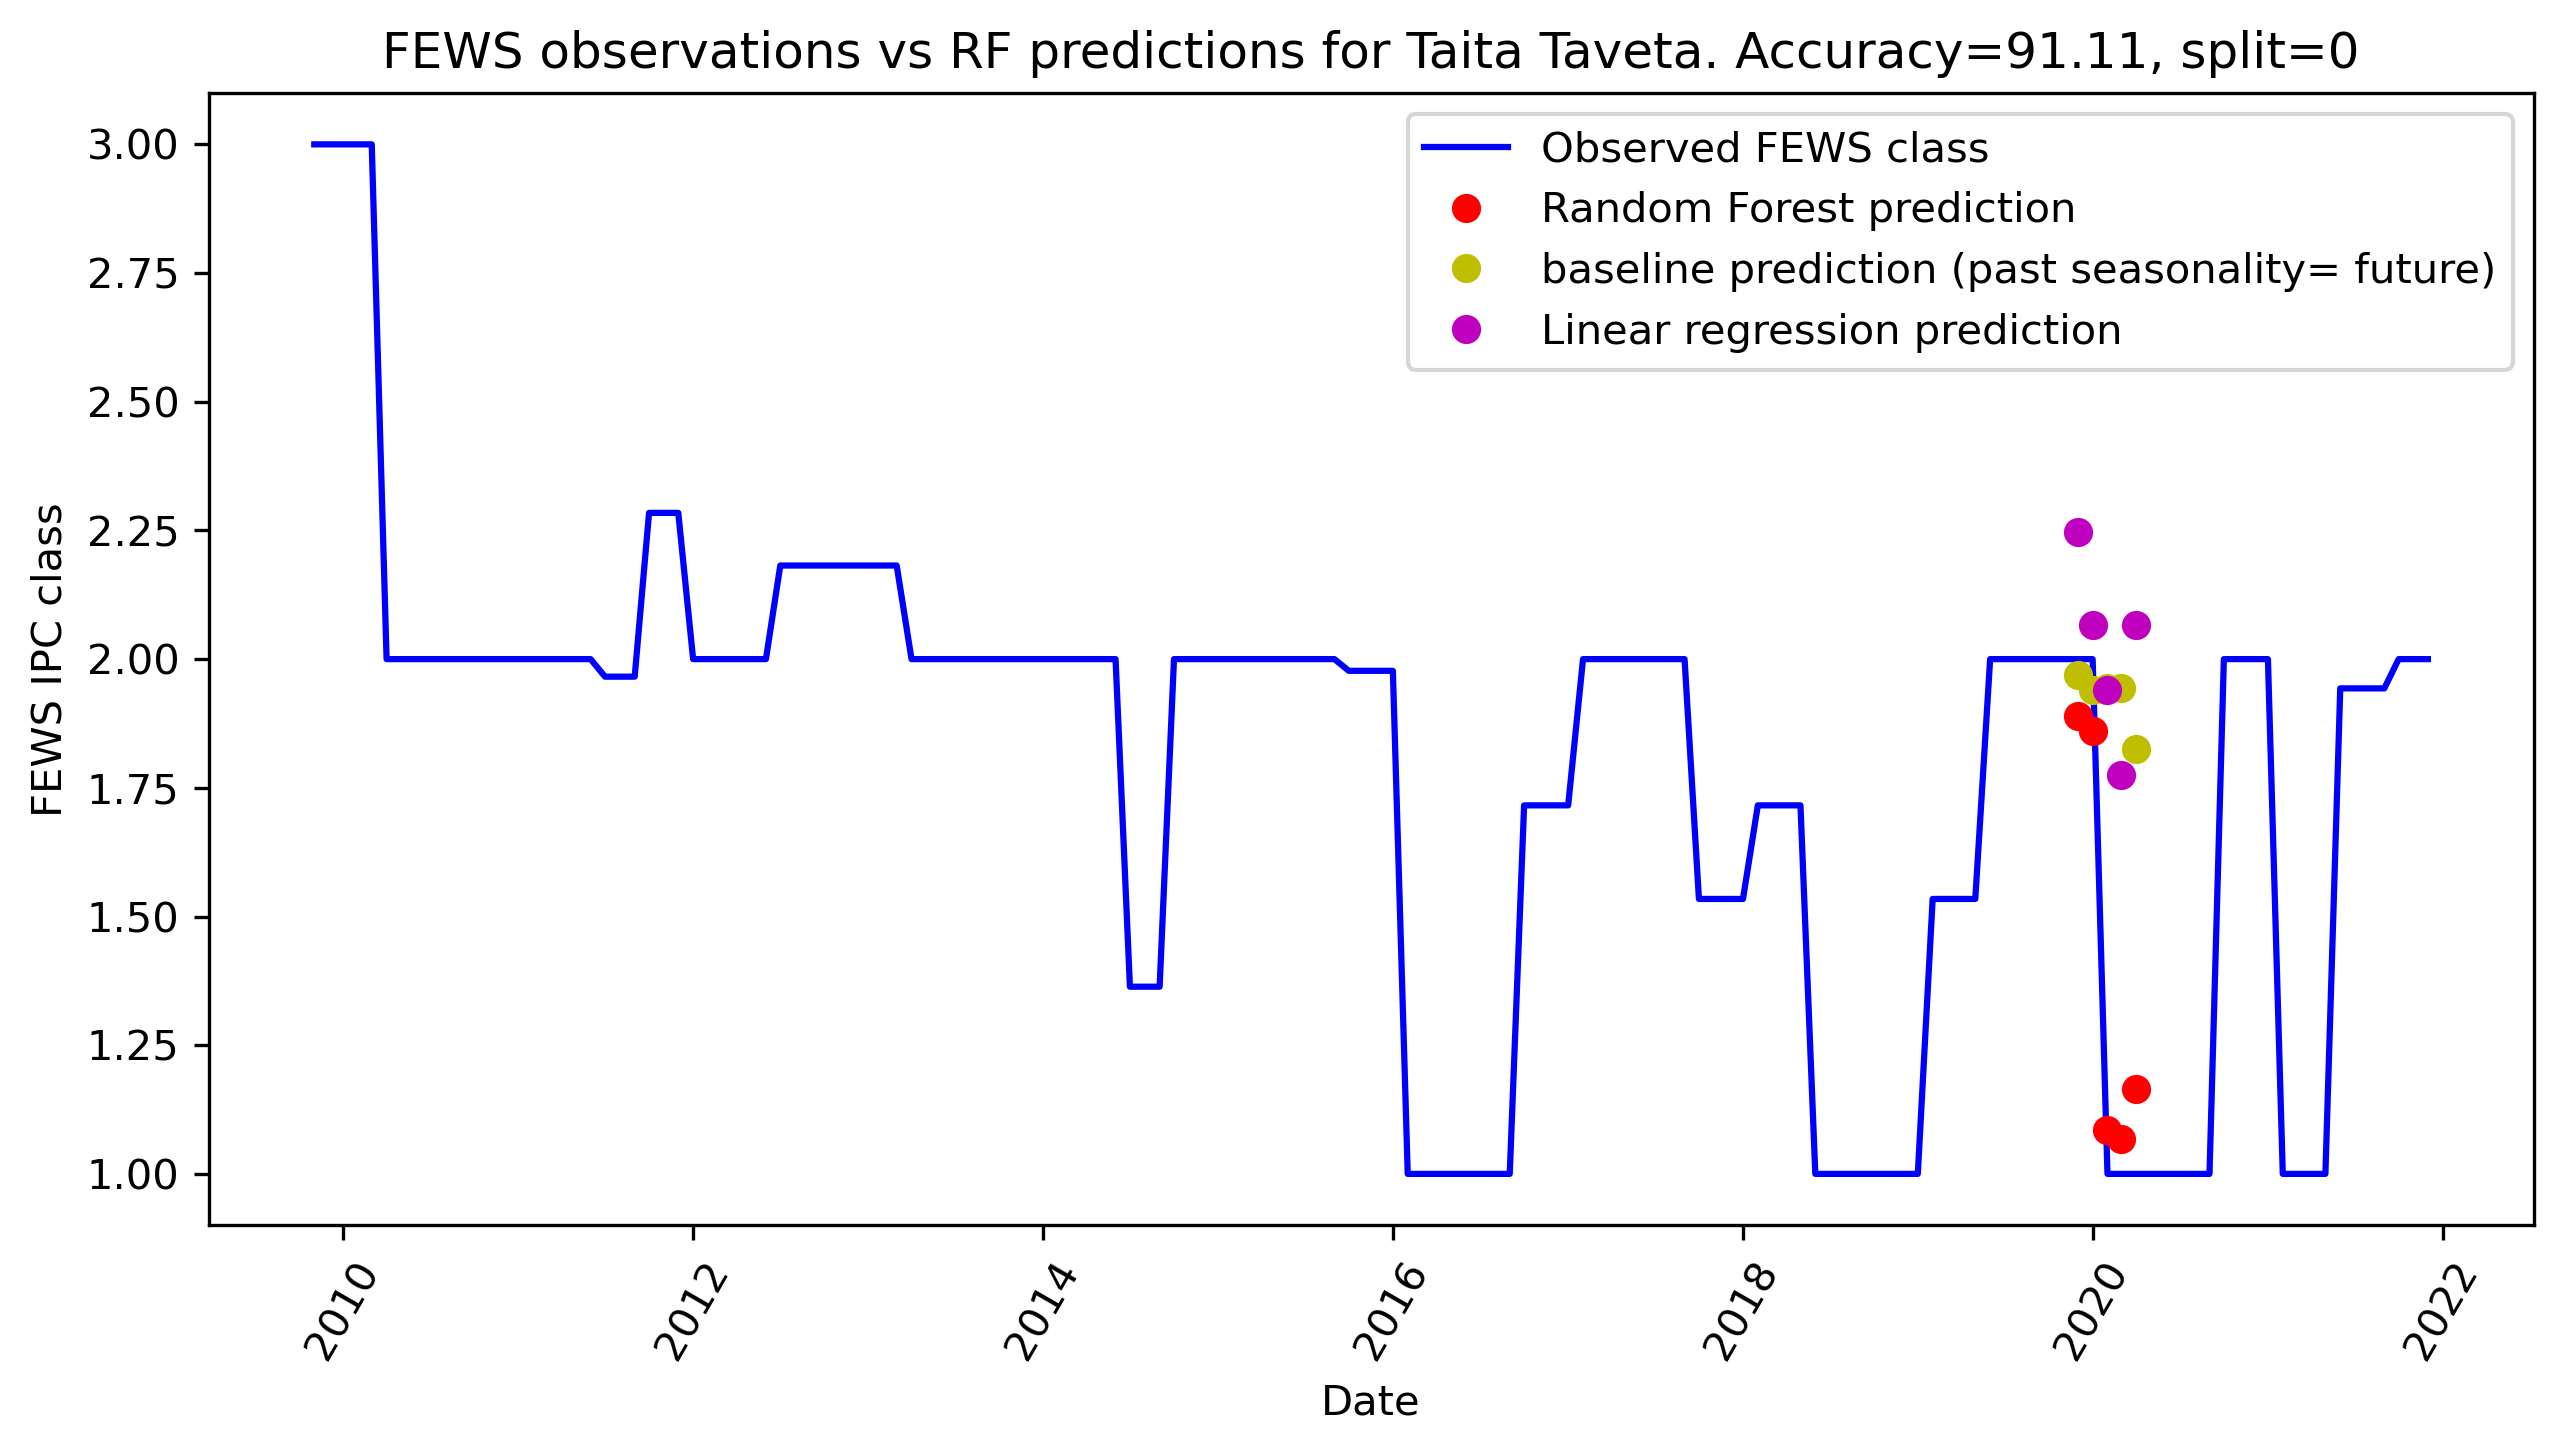 FEWS observations vs RF predictions for Taita Taveta. Accuracy=91.11, split=0
Observed FEWS class
Random Forest prediction
baseline prediction (past seasonality= future)
Linear regression prediction
FEWS IPC class
3.00
2.75
2.50
2.25
2.00
1.75
1.50
1.25
1.00
2010
2012
2014
2016
2018
2020
2022
Date